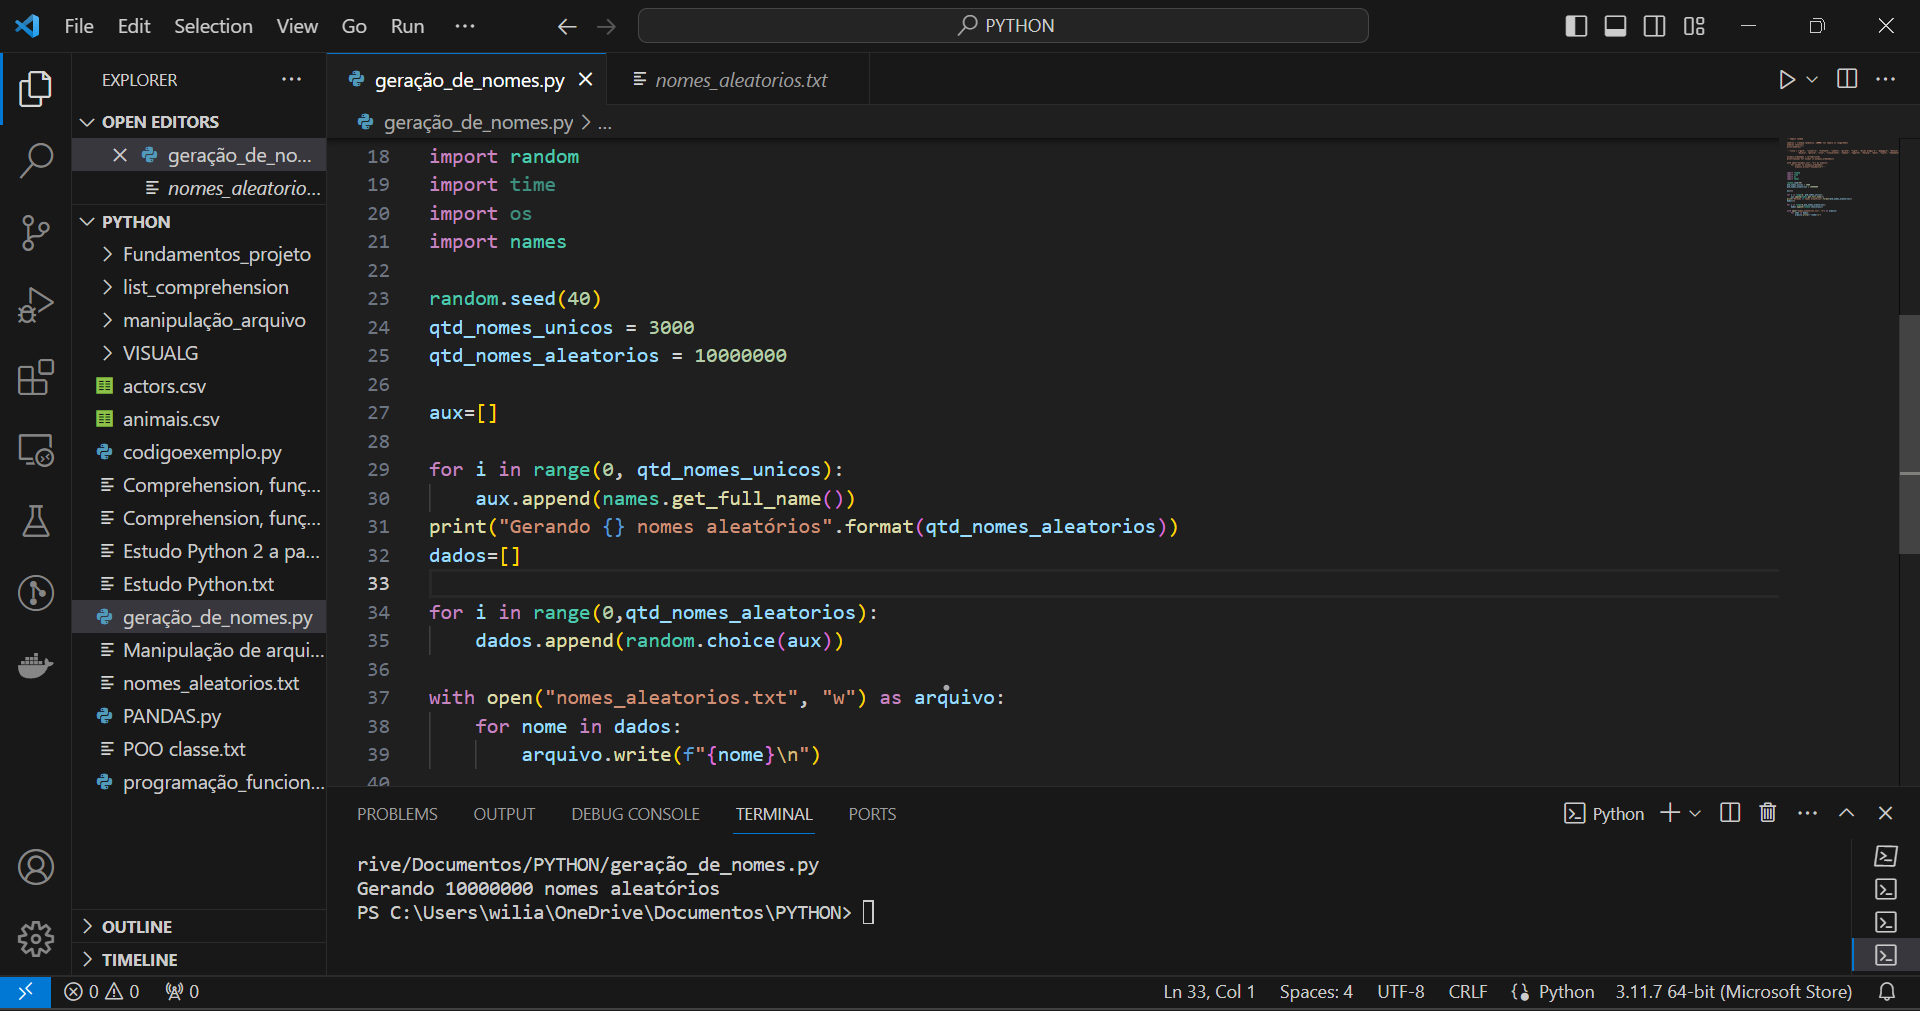 File Edit Selection View Go Run ··· PYTHON
EXPLORER ···
OPEN EDITORS
geração_de_no...
nomes_aleatorio...
PYTHON
Fundamentos_projeto
list_comprehension
manipulação_arquivo
VISUALG
actors.csv
animais.csv
codigoexemplo.py
Comprehension, funç...
Comprehension, funç...
Estudo Python 2 a pa...
Estudo Python.txt
geração_de_nomes.py
Manipulação de arqui...
nomes_aleatorios.txt
PANDAS.py
POO classe.txt
programação_funcion...
OUTLINE
TIMELINE
geração_de_nomes.py nomes_aleatorios.txt
geração_de_nomes.py > ...
18 import random
19 import time
20 import os
21 import names
22
23 random.seed(40)
24 qtd_nomes_unicos = 3000
25 qtd_nomes_aleatorios = 10000000
26
27 aux=[]
28
29 for i in range(0, qtd_nomes_unicos):
30     aux.append(names.get_full_name())
31 print("Gerando {} nomes aleatórios".format(qtd_nomes_aleatorios))
32 dados=[]
33
34 for i in range(0,qtd_nomes_aleatorios):
35     dados.append(random.choice(aux))
36
37 with open("nomes_aleatorios.txt", "w") as arquivo:
38     for nome in dados:
39         arquivo.write(f"{nome}\n")
40
PROBLEMS OUTPUT DEBUG CONSOLE TERMINAL PORTS Python
rive/Documentos/PYTHON/geração_de_nomes.py
Gerando 10000000 nomes aleatórios
PS C:\Users\wilia\OneDrive\Documentos\PYTHON>
0 0 0 Ln 33, Col 1 Spaces: 4 UTF-8 CRLF Python 3.11.7 64-bit (Microsoft Store)